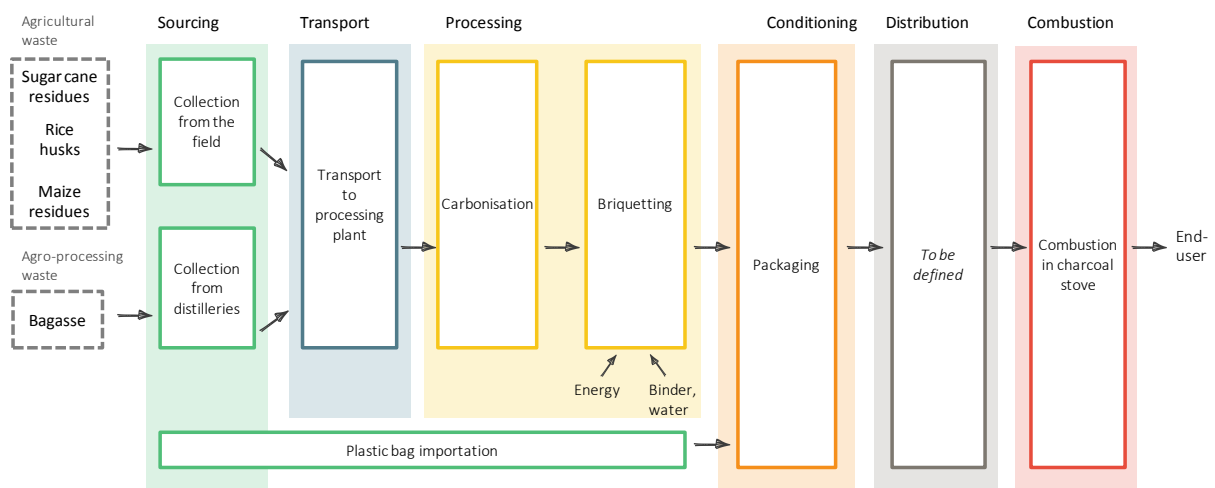 Agricultural
waste
Sourcing
Transport
Processing
Conditioning
Distribution
Combustion
Sugar cane
residues
Rice
husks
Maize
residues
Collection
from the
field
Agro-processing
waste
Bagasse
Collection
from
distilleries
Transport
to
processing
plant
Carbonisation
Briquetting
Energy
Binder,
water
Plastic bag importation
Packaging
To be
defined
Combustion
in charcoal
stove
End-
user